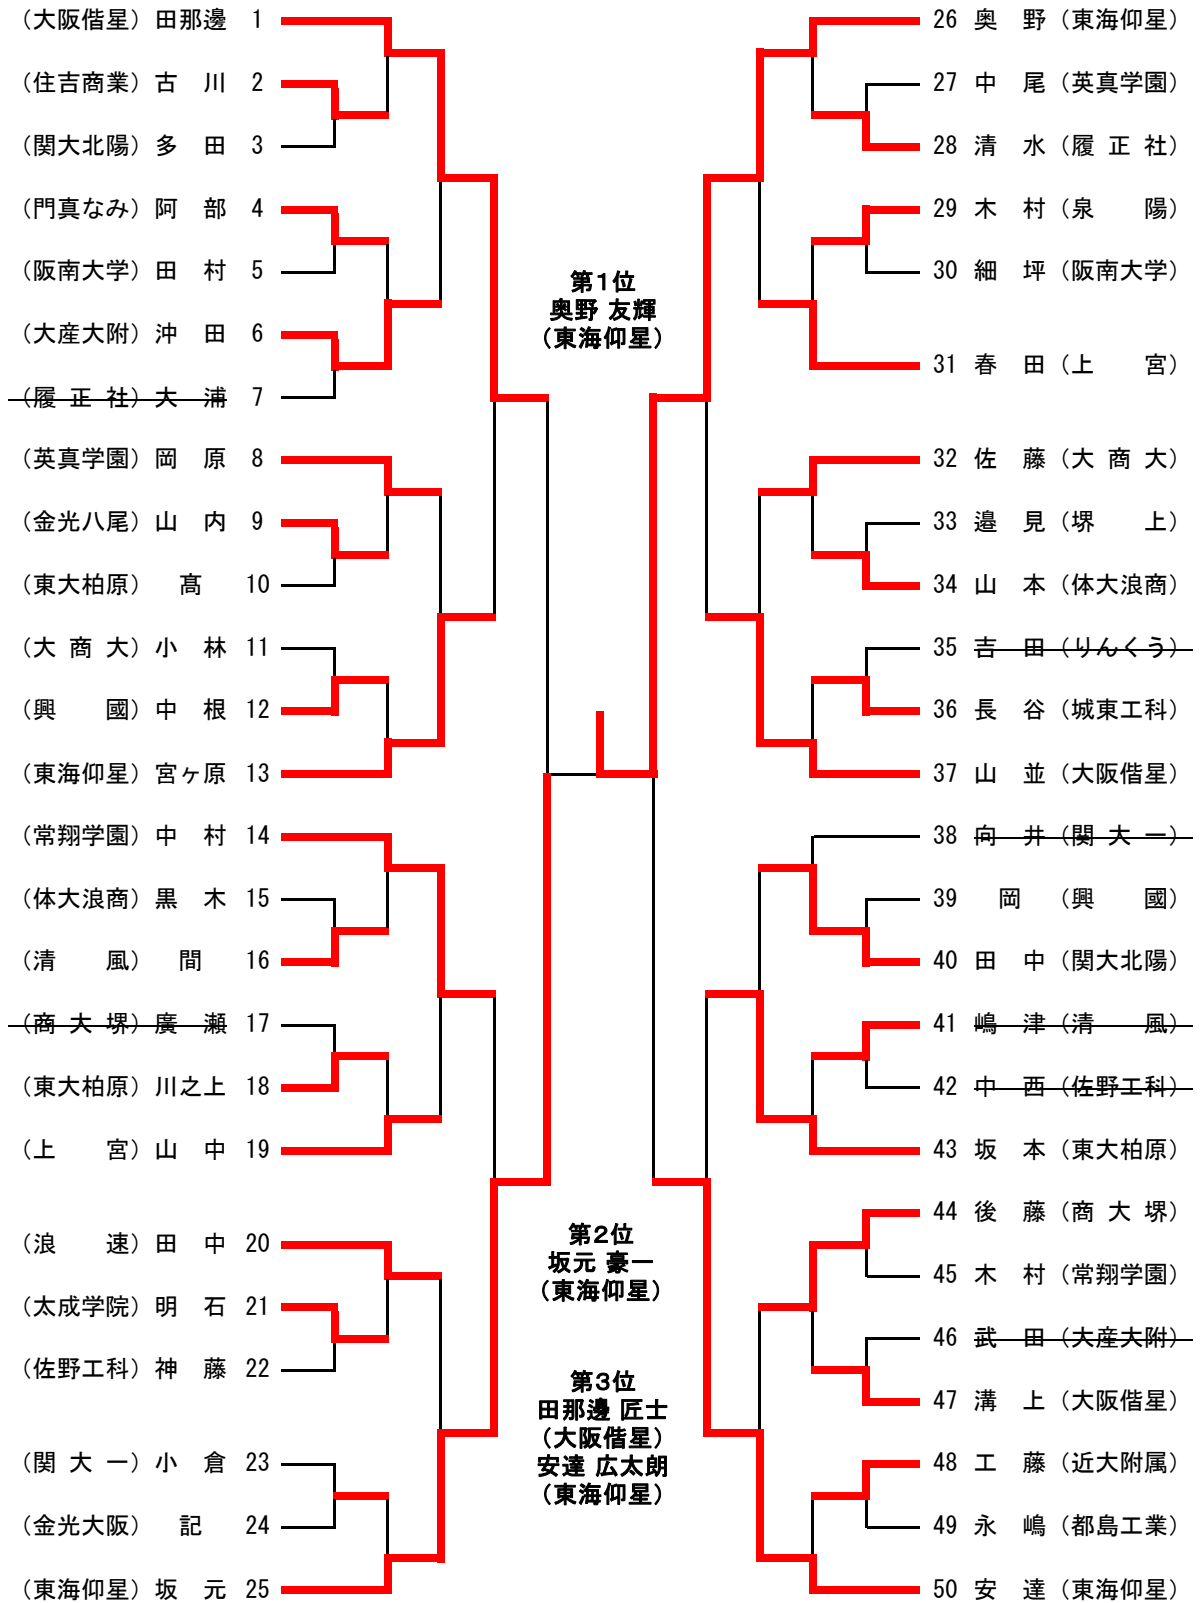 （大阪偕星）田那邊 1
（住吉商業）古 川 2
（関大北陽）多 田 3
（門真なみ）阿 部 4
（阪南大学）田 村 5
（大産大附）沖 田 6
（履 正 社）大 浦 7
（英真学園）岡 原 8
（金光八尾）山 内 9
（東大柏原） 髙 10
（大 商 大）小 林 11
（興 國）中 根 12
（東海仰星）宮ヶ原 13
（常翔学園）中 村 14
（体大浪商）黒 木 15
（清 風） 間 16
（商 大 堺）廣 瀬 17
（東大柏原）川之上 18
（上 宮）山 中 19
（浪 速）田 中 20
（太成学院）明 石 21
（佐野工科）神 藤 22
（関 大 一）小 倉 23
（金光大阪） 記 24
（東海仰星）坂 元 25
第1位
奥野 友輝
（東海仰星）
第2位
坂元 豪一
（東海仰星）
第3位
田那邊 匠士
（大阪偕星）
安達 広太朗
（東海仰星）
26 奥 野（東海仰星）
27 中 尾（英真学園）
28 清 水（履 正 社）
29 木 村（泉 陽）
30 細 坪（阪南大学）
31 春 田（上 宮）
32 佐 藤（大 商 大）
33 邉 見（堺 上）
34 山 本（体大浪商）
35 吉 田（りんくう）
36 長 谷（城東工科）
37 山 並（大阪偕星）
38 向 井（関 大 一）
39 岡 （興 國）
40 田 中（関大北陽）
41 嶋 津（清 風）
42 中 西（佐野工科）
43 坂 本（東大柏原）
44 後 藤（商 大 堺）
45 木 村（常翔学園）
46 武 田（大産大附）
47 溝 上（大阪偕星）
48 工 藤（近大附属）
49 永 嶋（都島工業）
50 安 達（東海仰星）